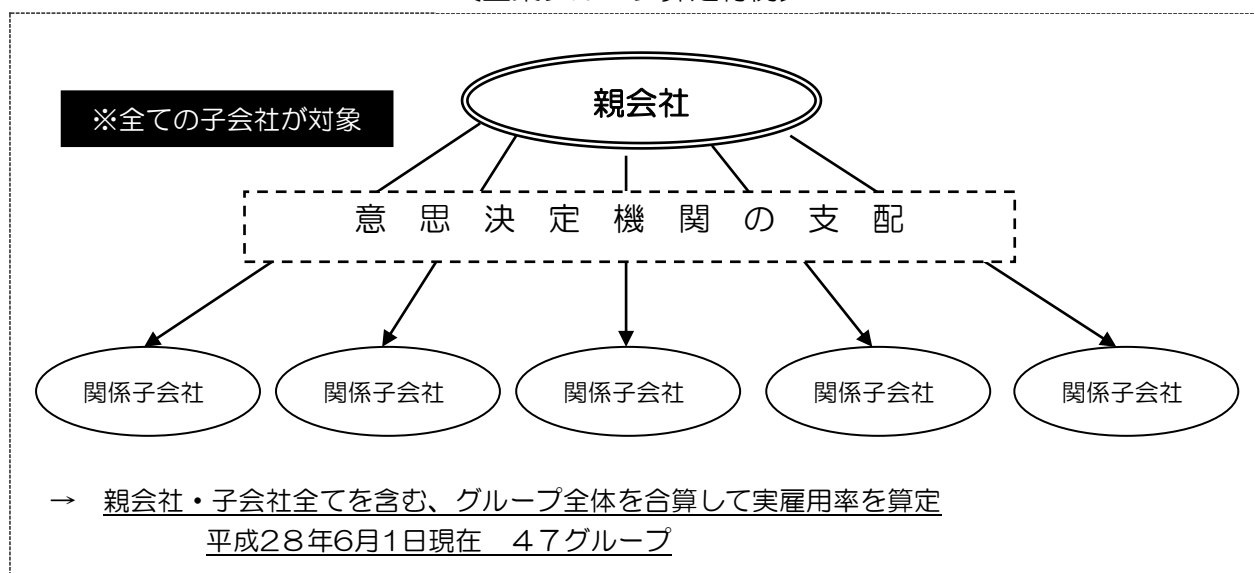 親会社
※全ての子会社が対象
意思決定機関の支配
関係子会社
関係子会社
関係子会社
関係子会社
関係子会社
→ 親会社・子会社全てを含む、グループ全体を合算して実雇用率を算定
平成28年6月1日現在 47グループ